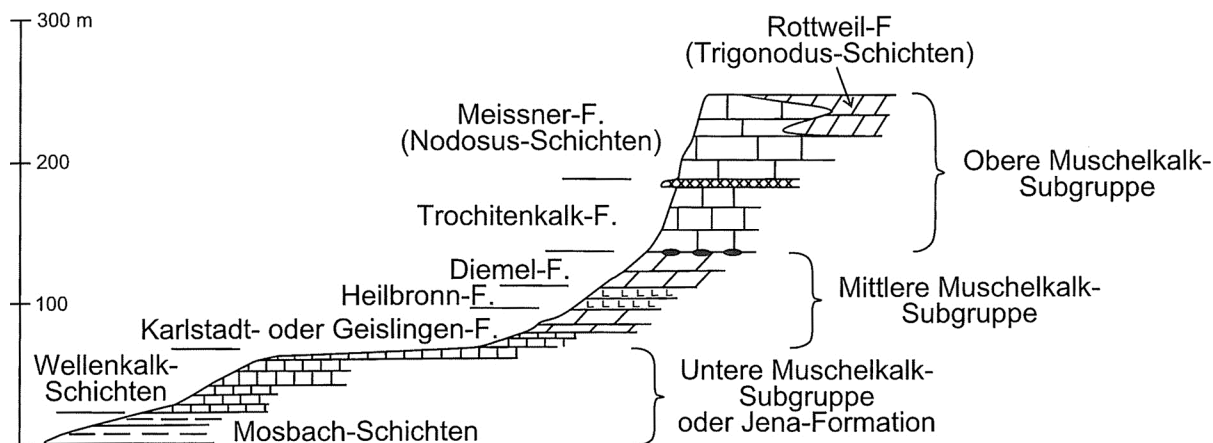 300 m
Rottweil-F
(Trigonodus-Schichten)
Meissner-F.
(Nodosus-Schichten)
200
Obere Muschelkalk-
Subgruppe
Trochitenkalk-F.
Diemel-F.
Heilbronn-F.
100
Mittlere Muschelkalk-
Subgruppe
Karlstadt- oder Geislingen-F.
Wellenkalk-
Schichten
Untere Muschelkalk-
Subgruppe
oder Jena-Formation
Mosbach-Schichten